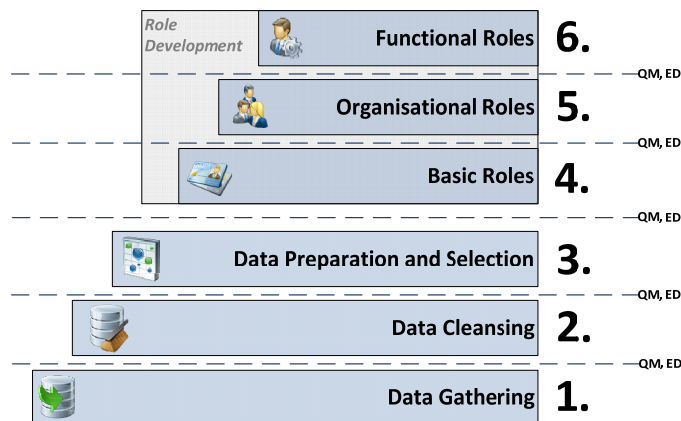 Role
Development
Functional Roles 6.
QM, ED
Organisational Roles 5.
QM, ED
Basic Roles 4.
QM, ED
Data Preparation and Selection 3.
QM, ED
Data Cleansing 2.
QM, ED
Data Gathering 1.